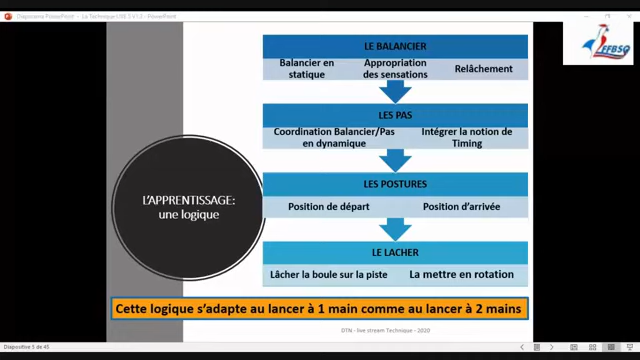 Diaporama PowerPoint - La Technique LIVE 5 V1.0 - PowerPoint
FFBSQ
LE BALANCIER
Balancier en statique
Appropriation des sensations
Relâchement
LES PAS
Coordination Balancier/Pas en dynamique
Intégrer la notion de Timing
L'APPRENTISSAGE:
une logique
LES POSTURES
Position de départ
Position d'arrivée
LE LACHER
Lâcher la boule sur la piste
La mettre en rotation
Cette logique s'adapte au lancer à 1 main comme au lancer à 2 mains
DTN - live stream Technique - 2020
Diapositive 5 de 45